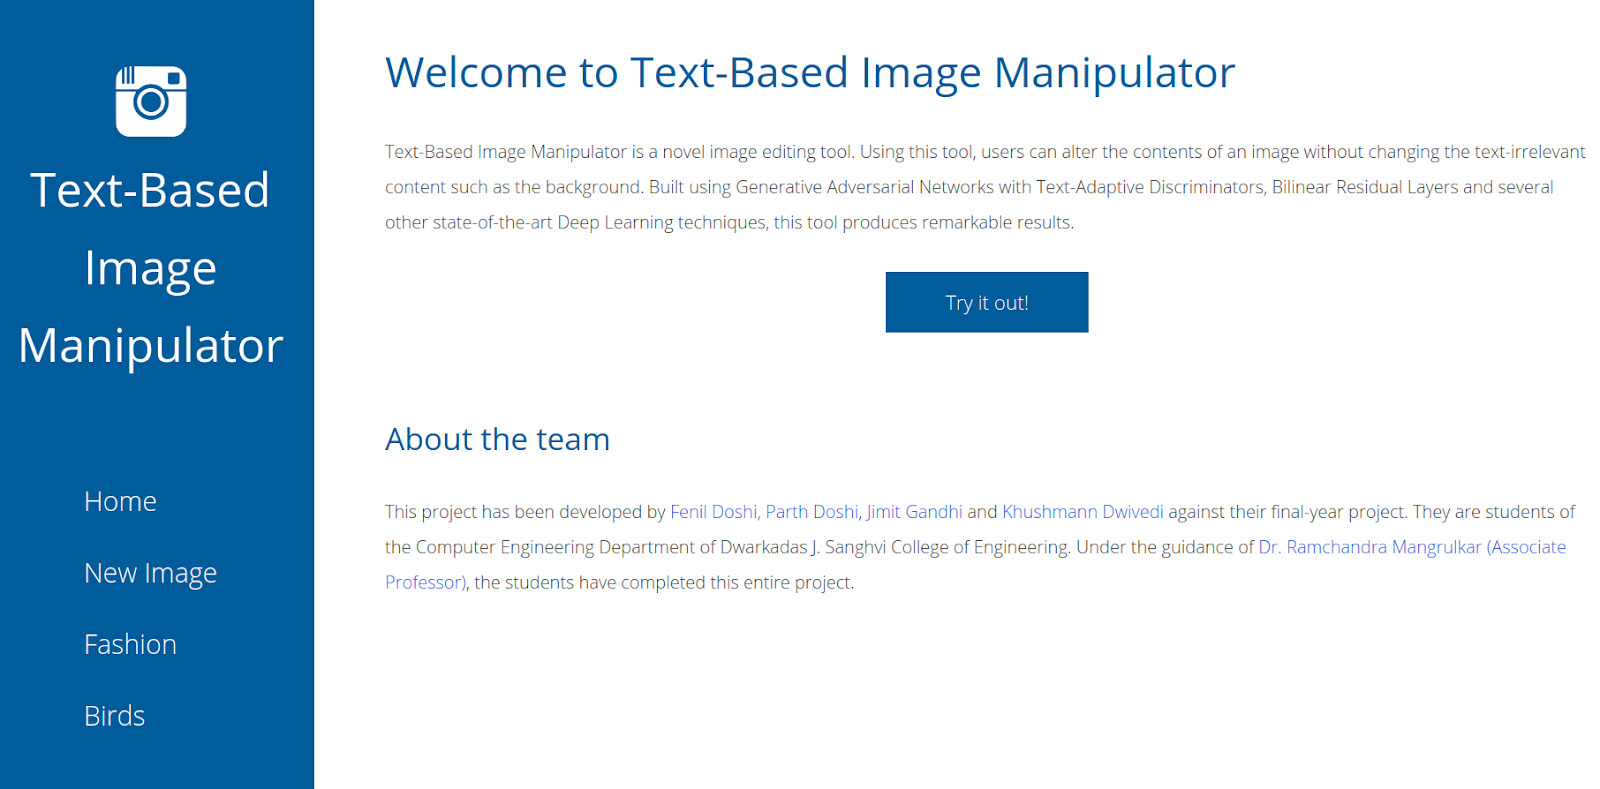 Text-Based
Image
Manipulator
Home
New Image
Fashion
Birds
Welcome to Text-Based Image Manipulator
Text-Based Image Manipulator is a novel image editing tool. Using this tool, users can alter the contents of an image without changing the text-irrelevant
content such as the background. Built using Generative Adversarial Networks with Text-Adaptive Discriminators, Bilinear Residual Layers and several
other state-of-the-art Deep Learning techniques, this tool produces remarkable results.
Try it out!
About the team
This project has been developed by Fenil Doshi, Parth Doshi, Jimit Gandhi and Khushmann Dwivedi against their final-year project. They are students of
the Computer Engineering Department of Dwarkadas J. Sanghvi College of Engineering. Under the guidance of Dr. Ramchandra Mangrulkar (Associate
Professor), the students have completed this entire project.